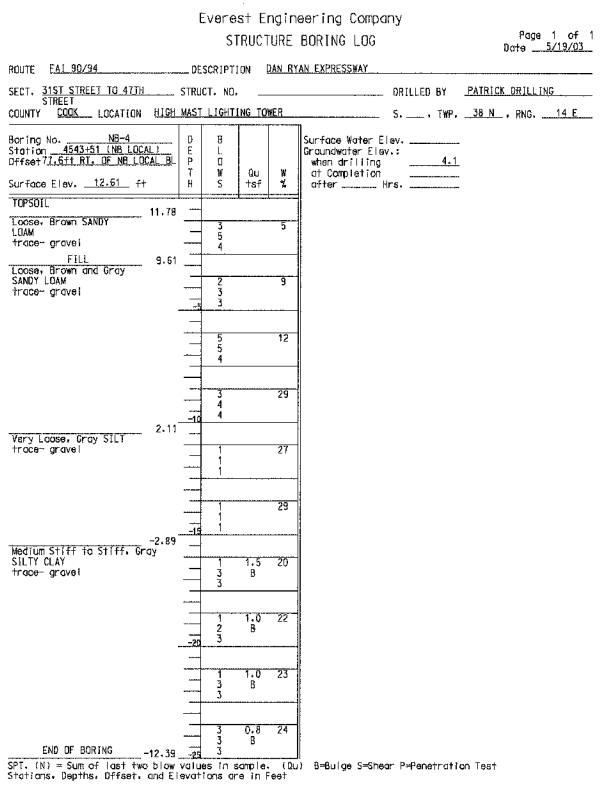 Everest Engineering Company
STRUCTURE BORING LOG
Page 1 of 1
Date 5/19/03
ROUTE FAI 90/94 DESCRIPTION DAN RYAN EXPRESSWAY
SECT. 31ST STREET TO 47TH STREET STRUCT. NO. DRILLED BY PATRICK DRILLING
COUNTY COOK LOCATION HIGH MAST LIGHTING TOWER S. , TWP. 38 N , RNG. 14 E
Boring No. NB-4
Station 4543+51 (NB LOCAL)
Offset 77.6ft RT. OF NB LOCAL BL
Surface Elev. 12.61 ft
DEPTH
BLOWS
Qu tsf
W %
Surface Water Elev.
Groundwater Elev.:
when drilling 4.1
at Completion
after Hrs.
TOPSOIL
11.78
Loose, Brown SANDY
LOAM
trace- gravel
3 5
5
4
FILL 9.61
Loose, Brown and Gray
SANDY LOAM
trace- gravel
2 9
3
-5 3
5 12
5
4
3 29
4
-10 4
2.11
Very Loose, Gray SILT
trace- gravel
1 27
1
1
1 29
1
-15 1
-2.89
Medium Stiff to Stiff, Gray
SILTY CLAY
trace- gravel
1 1.5 20
3 B
3
1 1.0 22
2 B
-20 3
1 1.0 23
3 B
3
3 0.8 24
3 B
END OF BORING -12.39 -25 3
SPT. (N) = Sum of last two blow values in sample. (Qu) B=Bulge S=Shear P=Penetration Test
Stations, Depths, Offset, and Elevations are in Feet